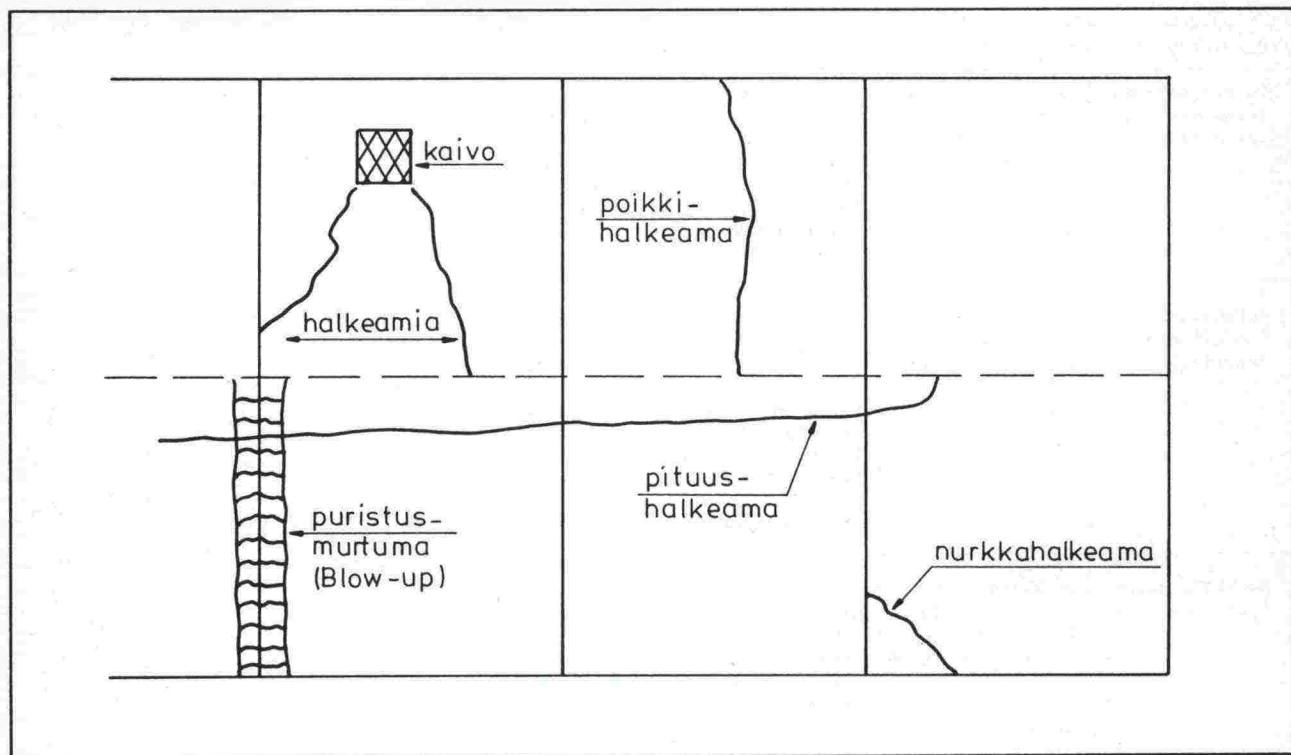 kaivo
poikki-
halkeama
halkeamia
pituus-
halkeama
puristus-
murtuma
(Blow-up)
nurkkahalkeama